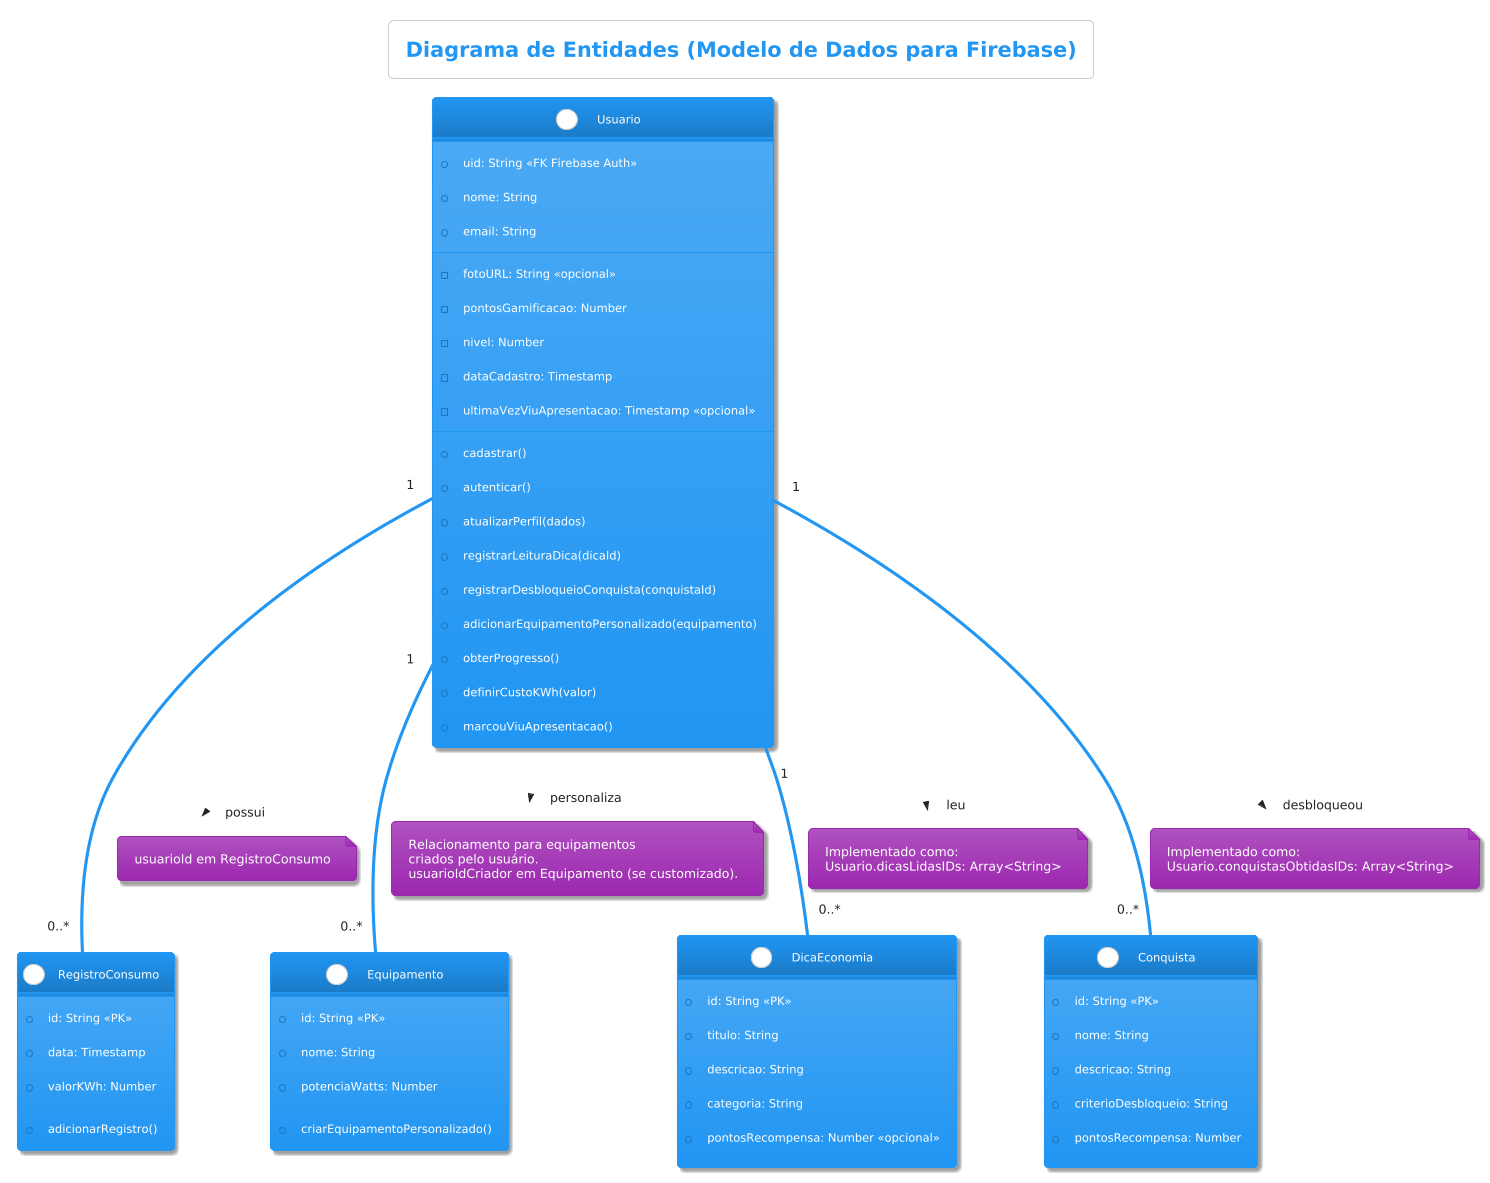 Diagrama de Entidades (Modelo de Dados para Firebase)
Usuario
uid: String «FK Firebase Auth»
nome: String
email: String
fotoURL: String «opcional»
pontosGamificacao: Number
nivel: Number
dataCadastro: Timestamp
ultimaVezViuApresentacao: Timestamp «opcional»
cadastrar()
autenticar()
atualizarPerfil(dados)
registrarLeituraDica(dicaId)
registrarDesbloqueioConquista(conquistaId)
adicionarEquipamentoPersonalizado(equipamento)
obterProgresso()
definirCustoKWh(valor)
marcouViuApresentacao()
1
1
1
1
possui
personaliza
leu
desbloqueou
usuarioId em RegistroConsumo
Relacionamento para equipamentos
criados pelo usuário.
usuarioIdCriador em Equipamento (se customizado).
Implementado como:
Usuario.dicasLidasIDs: Array<String>
Implementado como:
Usuario.conquistasObtidasIDs: Array<String>
0..*
0..*
0..*
0..*
RegistroConsumo
id: String «PK»
data: Timestamp
valorKWh: Number
adicionarRegistro()
Equipamento
id: String «PK»
nome: String
potenciaWatts: Number
criarEquipamentoPersonalizado()
DicaEconomia
id: String «PK»
titulo: String
descricao: String
categoria: String
pontosRecompensa: Number «opcional»
Conquista
id: String «PK»
nome: String
descricao: String
criterioDesbloqueio: String
pontosRecompensa: Number